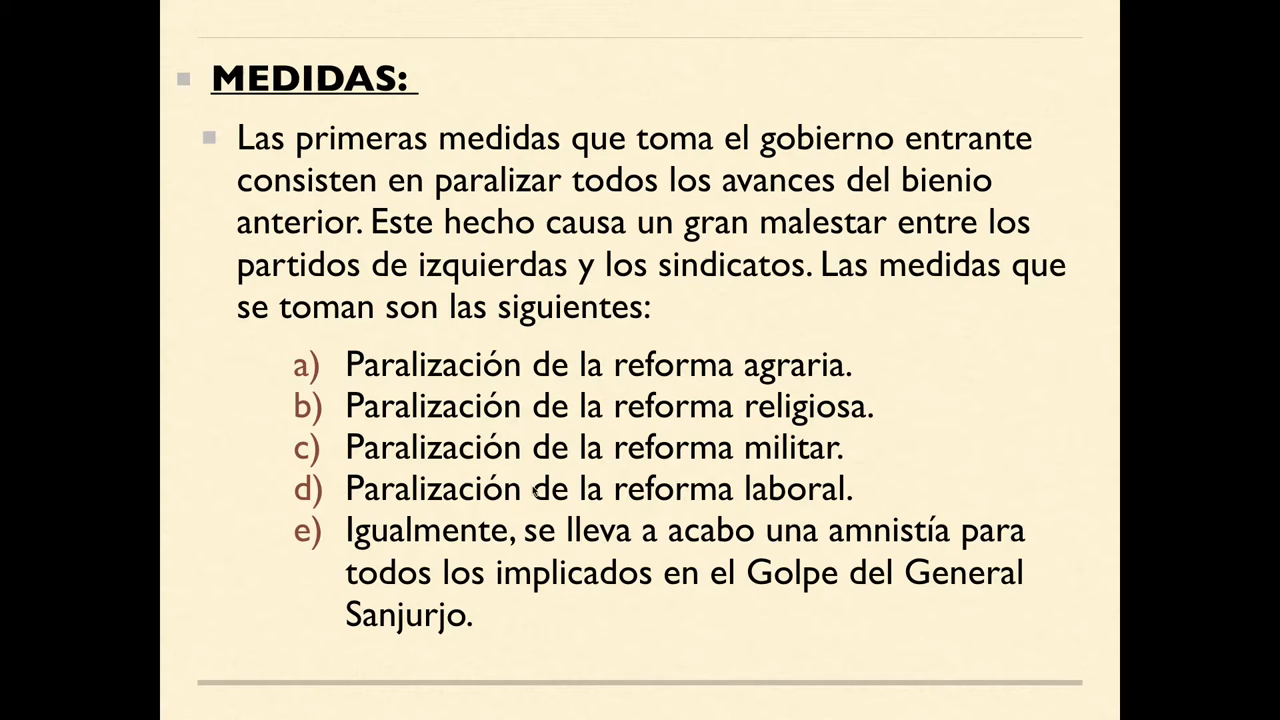 MEDIDAS:
Las primeras medidas que toma el gobierno entrante
consisten en paralizar todos los avances del bienio
anterior. Este hecho causa un gran malestar entre los
partidos de izquierdas y los sindicatos. Las medidas que
se toman son las siguientes:
a) Paralización de la reforma agraria.
b) Paralización de la reforma religiosa.
c) Paralización de la reforma militar.
d) Paralización de la reforma laboral.
e) Igualmente, se lleva a acabo una amnistía para
todos los implicados en el Golpe del General
Sanjurjo.